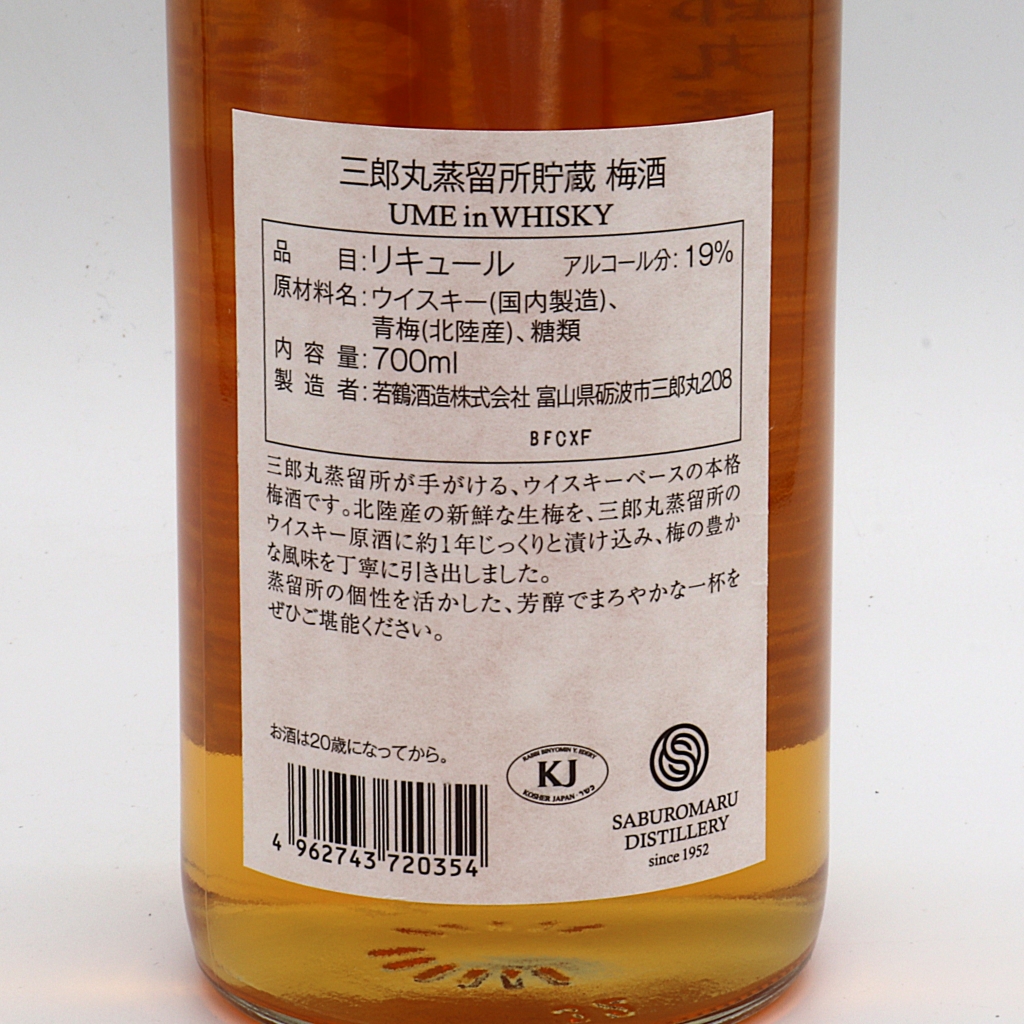 三郎丸蒸留所貯蔵 梅酒
UME in WHISKY
品目:リキュール アルコール分:19%
原材料名:ウイスキー(国内製造)、
青梅(北陸産)、糖類
内容量:700ml
製造者:若鶴酒造株式会社 富山県砺波市三郎丸208
BFCXF
三郎丸蒸留所が手がける、ウイスキーベースの本格
梅酒です。北陸産の新鮮な生梅を、三郎丸蒸留所の
ウイスキー原酒に約1年じっくりと漬け込み、梅の豊か
な風味を丁寧に引き出しました。
蒸留所の個性を活かした、芳醇でまろやかな一杯を
ぜひご堪能ください。
お酒は20歳になってから。
4 962743 720354
RABBI BINYOMIN Y. EDERY
KJ
KOSHER JAPAN · כשר
SABUROMARU
DISTILLERY
since 1952